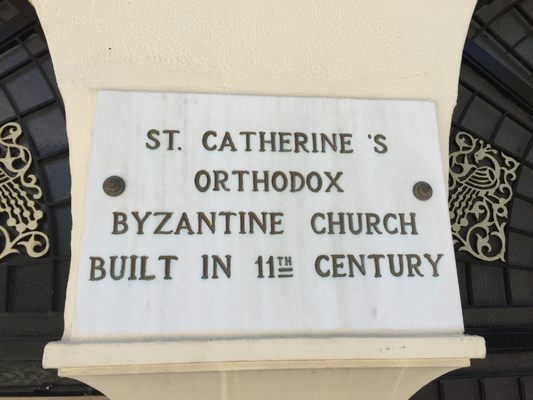 ST. CATHERINE 'S
ORTHODOX
BYZANTINE CHURCH
BUILT IN 11TH CENTURY